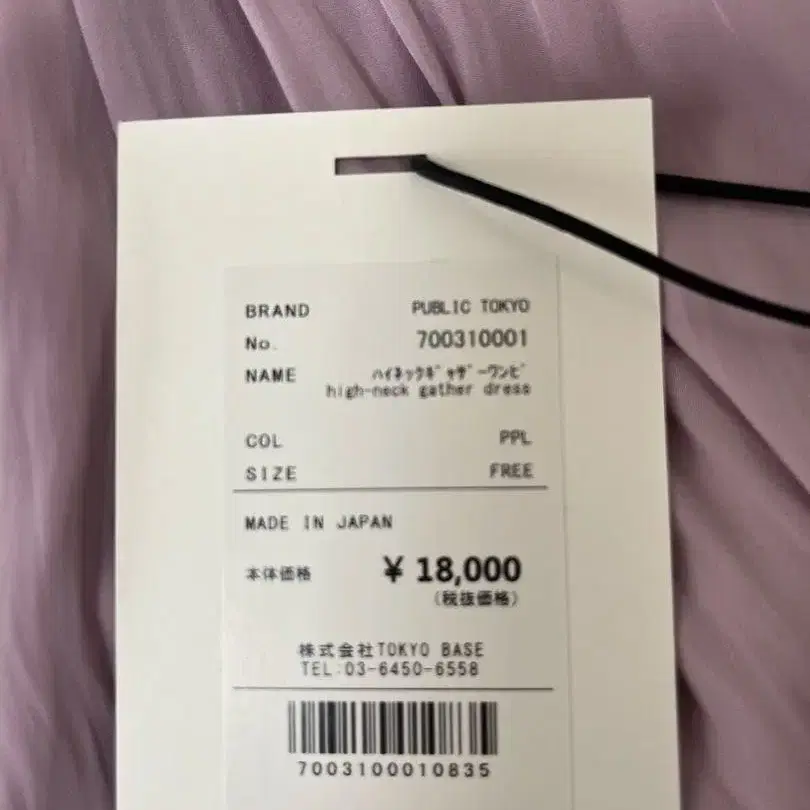 BRAND PUBLIC TOKYO
No. 700310001
NAME ﾊｲﾈｯｸｷﾞｬｻﾞｰﾜﾝﾋﾟ
high-neck gather dress
COL PPL
SIZE FREE
MADE IN JAPAN
本体価格 ¥ 18,000
(税抜価格)
株式会社TOKYO BASE
TEL:03-6450-6558
7003100010835